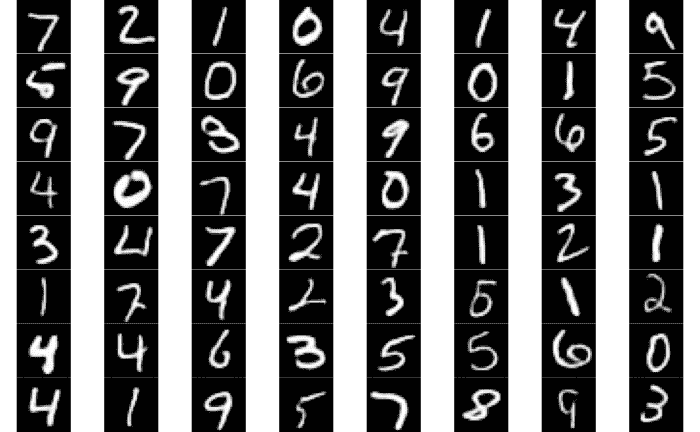 7 2 1 0 4 1 4 9
5 9 0 6 9 0 1 5
9 7 3 4 9 6 6 5
4 0 7 4 0 1 3 1
3 4 7 2 7 1 2 1
1 7 4 2 3 5 1 2
4 4 6 3 5 5 6 0
4 1 9 5 7 8 9 3